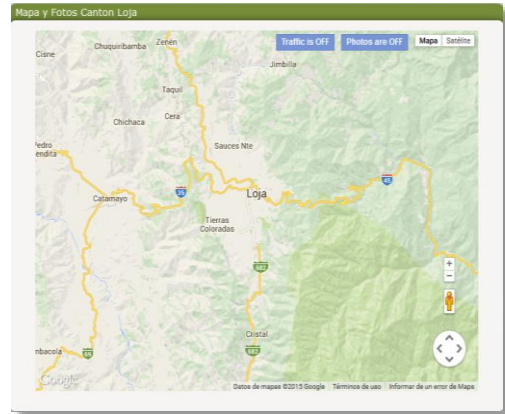 Mapa y Fotos Canton Loja
Traffic is OFF
Photos are OFF
Mapa
Satélite
Cisne
Chuquiribamba
Zenén
Jimbilla
Taquil
Chichaca
Cera
Sauces Nte
Pedro
endita
Catamayo
35
45
Loja
Tierras
Coloradas
682
Cristal
682
mbacola
Google
Datos de mapas ©2015 Google
Términos de uso
Informar de un error de Maps